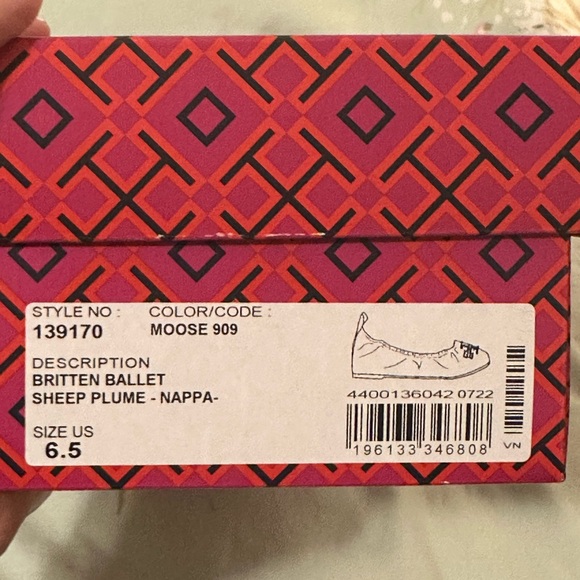 STYLE NO : COLOR/CODE :
139170 MOOSE 909
DESCRIPTION
BRITTEN BALLET
SHEEP PLUME - NAPPA-
SIZE US
6.5
4400136042 0722
196133 346808
VN